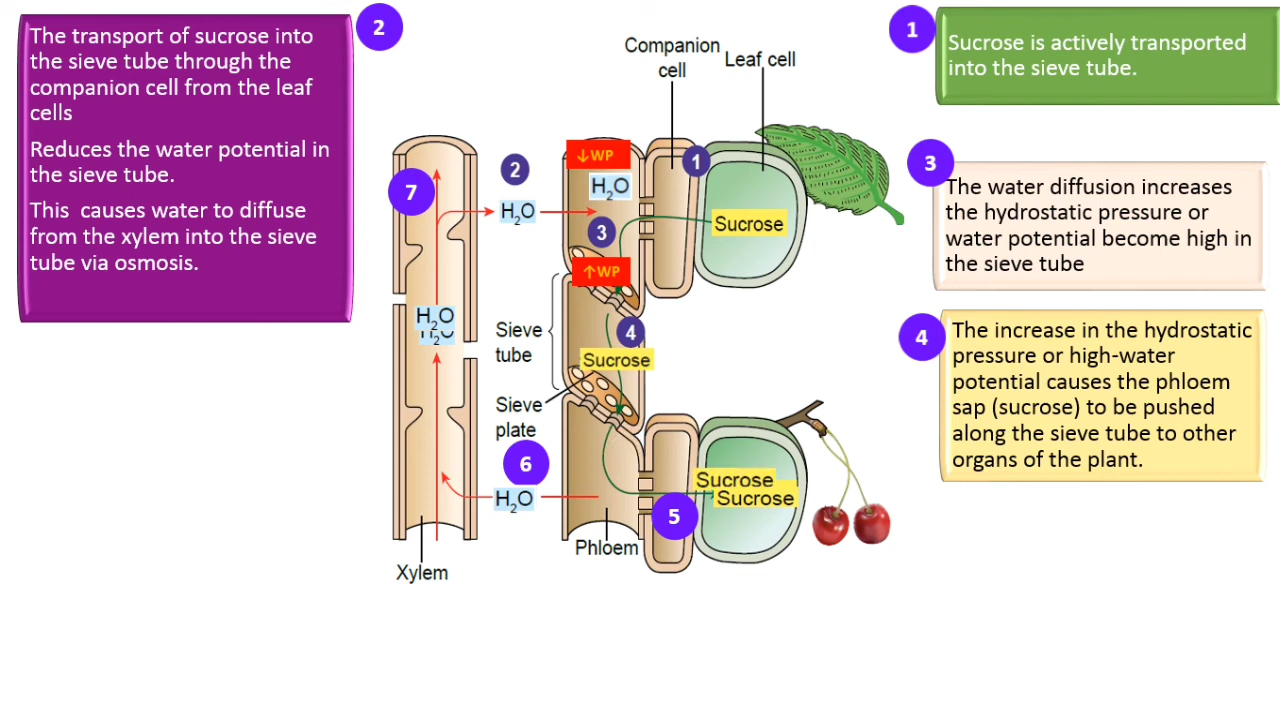 2
The transport of sucrose into
the sieve tube through the
companion cell from the leaf
cells
Reduces the water potential in
the sieve tube.
This  causes water to diffuse
from the xylem into the sieve
tube via osmosis.
1
Sucrose is actively transported
into the sieve tube.
3
The water diffusion increases
the hydrostatic pressure or
water potential become high in
the sieve tube
4
The increase in the hydrostatic
pressure or high-water
potential causes the phloem
sap (sucrose) to be pushed
along the sieve tube to other
organs of the plant.
Companion
cell
Leaf cell
↓WP
1
2
7
H₂O
H₂O
Sucrose
3
↑WP
H₂O
H₂O
Sieve
tube
4
Sucrose
Sieve
plate
6
H₂O
Sucrose
Sucrose
5
Phloem
Xylem